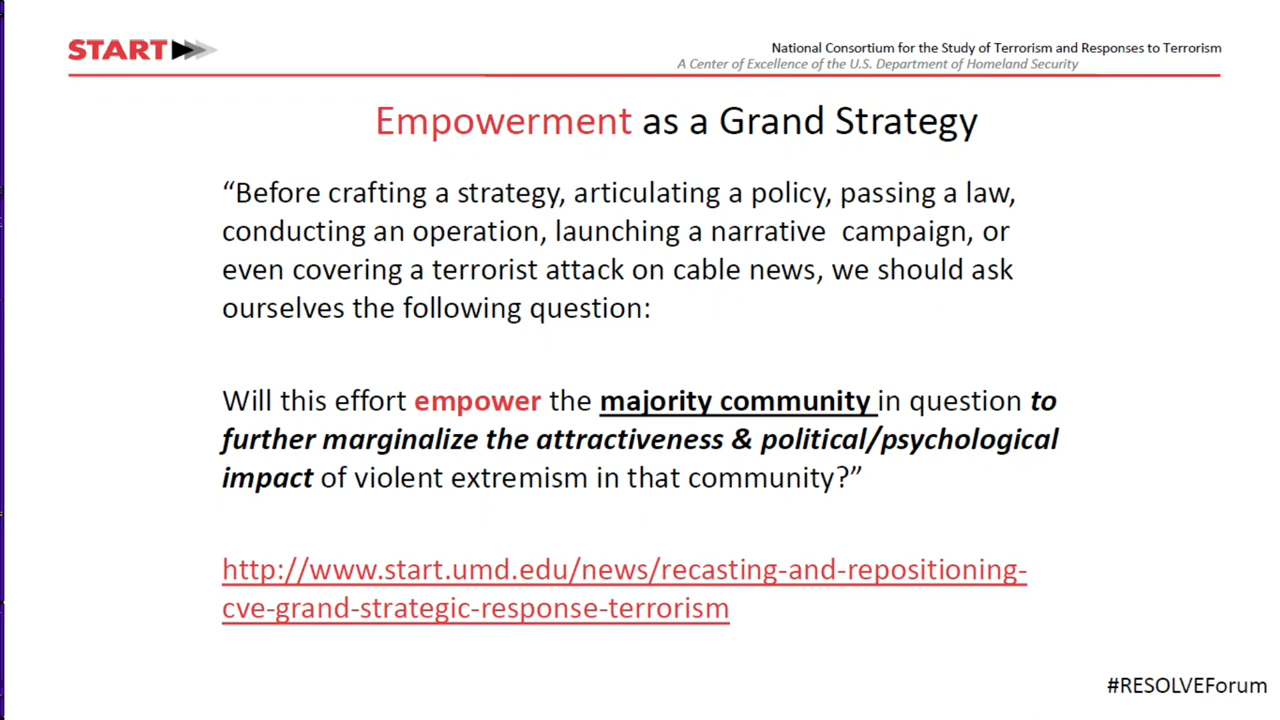 START
National Consortium for the Study of Terrorism and Responses to Terrorism
A Center of Excellence of the U.S. Department of Homeland Security
Empowerment as a Grand Strategy
“Before crafting a strategy, articulating a policy, passing a law,
conducting an operation, launching a narrative campaign, or
even covering a terrorist attack on cable news, we should ask
ourselves the following question:
Will this effort empower the majority community in question to
further marginalize the attractiveness & political/psychological
impact of violent extremism in that community?”
http://www.start.umd.edu/news/recasting-and-repositioning-
cve-grand-strategic-response-terrorism
#RESOLVEForum